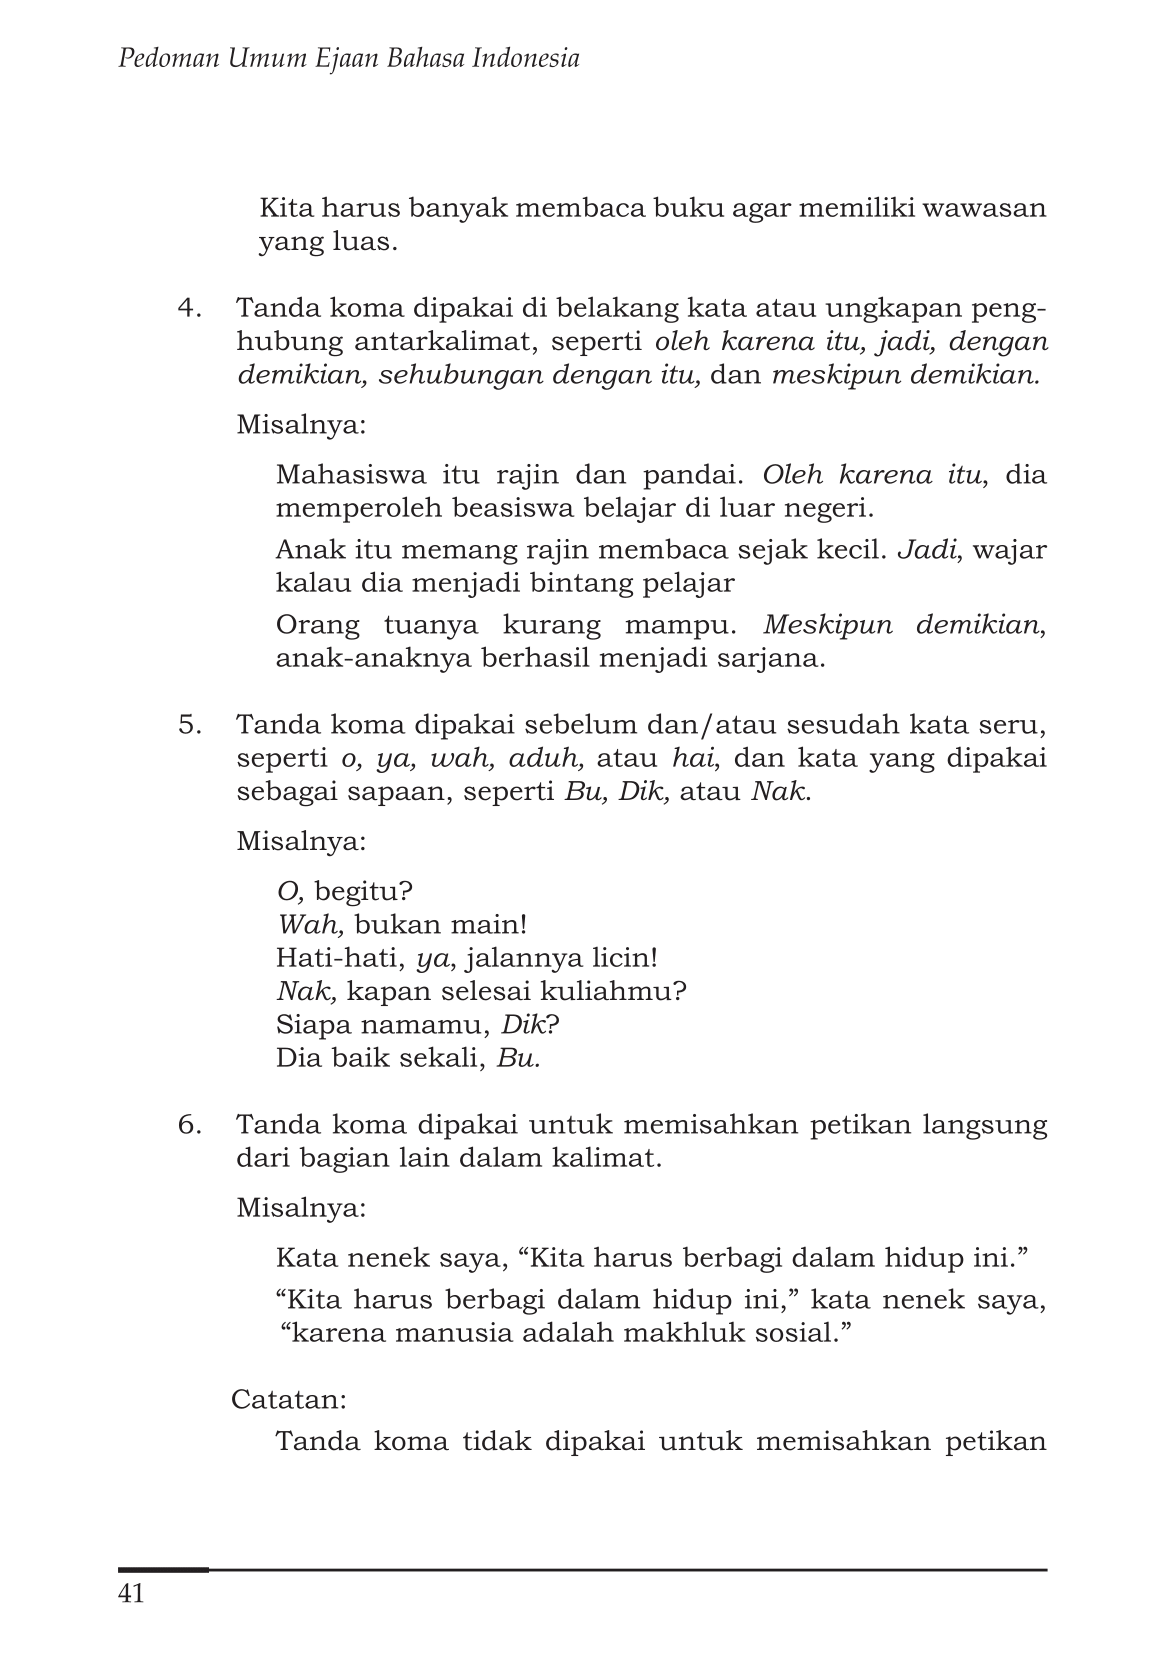 Pedoman Umum Ejaan Bahasa Indonesia
Kita harus banyak membaca buku agar memiliki wawasan
yang luas.
4. Tanda koma dipakai di belakang kata atau ungkapan peng-
hubung antarkalimat, seperti oleh karena itu, jadi, dengan
demikian, sehubungan dengan itu, dan meskipun demikian.
Misalnya:
Mahasiswa itu rajin dan pandai. Oleh karena itu, dia
memperoleh beasiswa belajar di luar negeri.
Anak itu memang rajin membaca sejak kecil. Jadi, wajar
kalau dia menjadi bintang pelajar
Orang tuanya kurang mampu. Meskipun demikian,
anak-anaknya berhasil menjadi sarjana.
5. Tanda koma dipakai sebelum dan/atau sesudah kata seru,
seperti o, ya, wah, aduh, atau hai, dan kata yang dipakai
sebagai sapaan, seperti Bu, Dik, atau Nak.
Misalnya:
O, begitu?
Wah, bukan main!
Hati-hati, ya, jalannya licin!
Nak, kapan selesai kuliahmu?
Siapa namamu, Dik?
Dia baik sekali, Bu.
6. Tanda koma dipakai untuk memisahkan petikan langsung
dari bagian lain dalam kalimat.
Misalnya:
Kata nenek saya, “Kita harus berbagi dalam hidup ini.”
“Kita harus berbagi dalam hidup ini,” kata nenek saya,
“karena manusia adalah makhluk sosial.”
Catatan:
Tanda koma tidak dipakai untuk memisahkan petikan
41